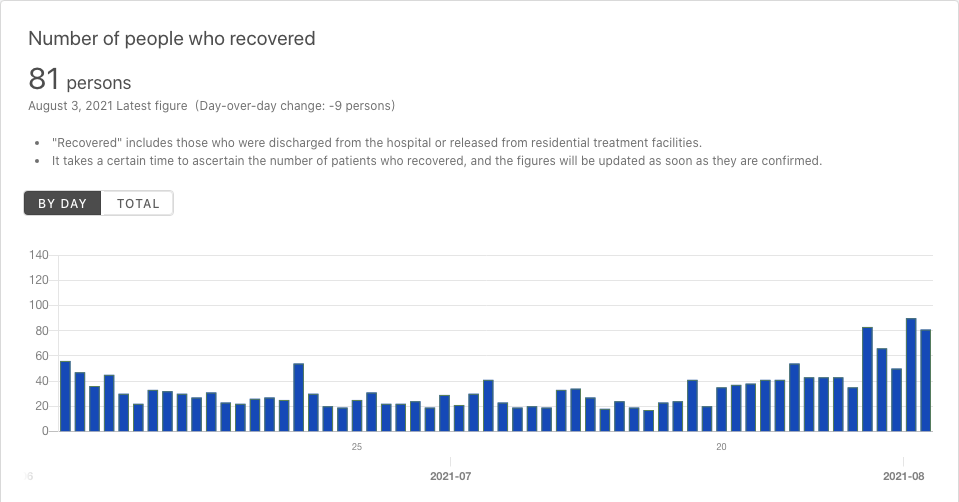 Number of people who recovered
81 persons
August 3, 2021 Latest figure (Day-over-day change: -9 persons)
• "Recovered" includes those who were discharged from the hospital or released from residential treatment facilities.
• It takes a certain time to ascertain the number of patients who recovered, and the figures will be updated as soon as they are confirmed.
BY DAY TOTAL
140
120
100
80
60
40
20
0
25 20
2021-07 2021-08